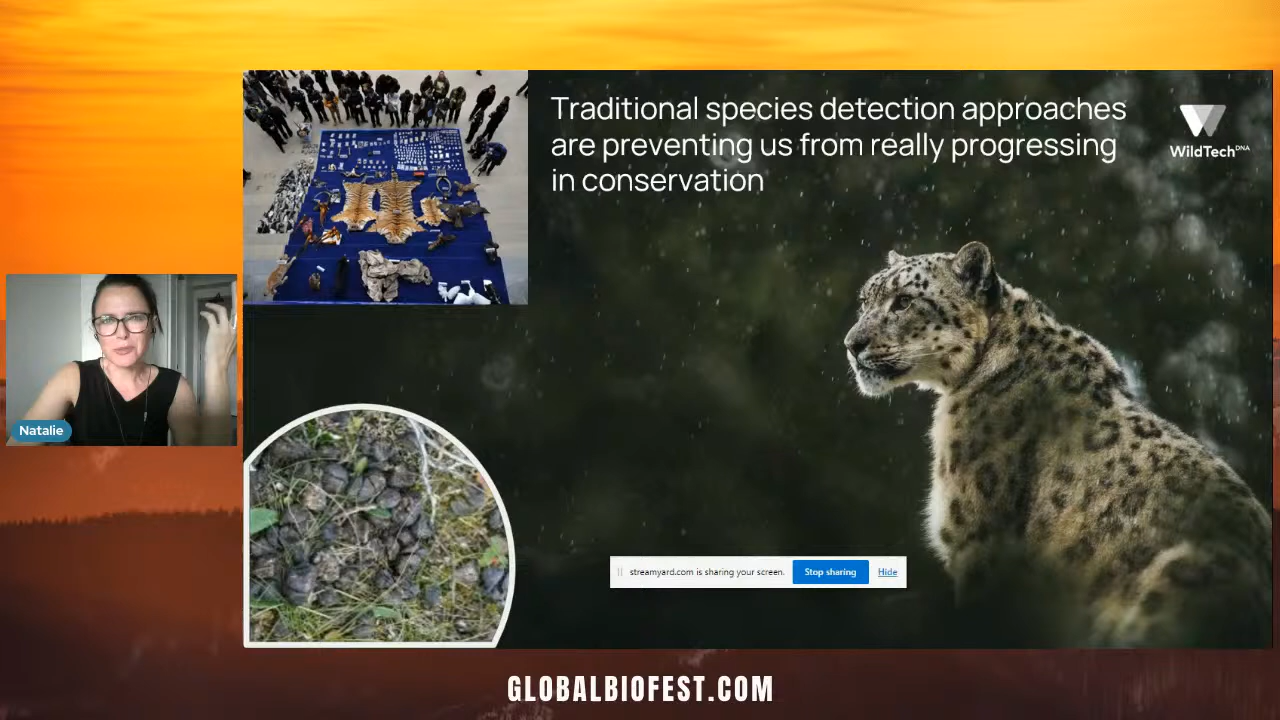 Traditional species detection approaches
are preventing us from really progressing
in conservation
WildTech DNA
Natalie
streamyard.com is sharing your screen.
Stop sharing
Hide
GLOBALBIOFEST.COM